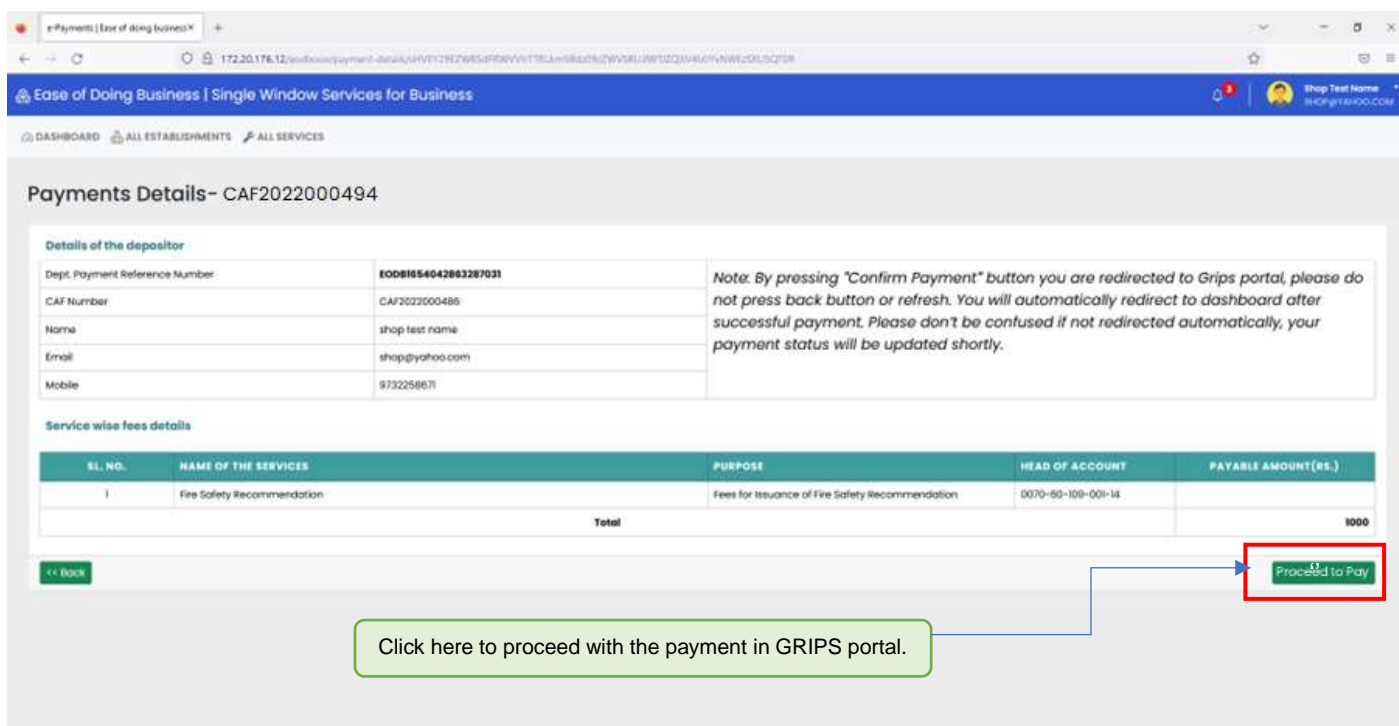 e-Payments | Ease of doing business ×
172.20.176.12
Ease of Doing Business | Single Window Services for Business
3
Shop Test Name
SHOP@YAHOO.COM
DASHBOARD ALL ESTABLISHMENTS ALL SERVICES
Payments Details- CAF2022000494
Details of the depositor
Dept. Payment Reference Number EODB1654042863287031
CAF Number CAF2022000486
Name shop test name
Email shop@yahoo.com
Mobile 9732258671
Note: By pressing "Confirm Payment" button you are redirected to Grips portal, please do
not press back button or refresh. You will automatically redirect to dashboard after
successful payment. Please don't be confused if not redirected automatically, your
payment status will be updated shortly.
Service wise fees details
SL. NO. NAME OF THE SERVICES PURPOSE HEAD OF ACCOUNT PAYABLE AMOUNT(RS.)
1 Fire Safety Recommendation Fees for Issuance of Fire Safety Recommendation 0070-60-109-001-14
Total 1000
<< Back
Proceed to Pay
Click here to proceed with the payment in GRIPS portal.